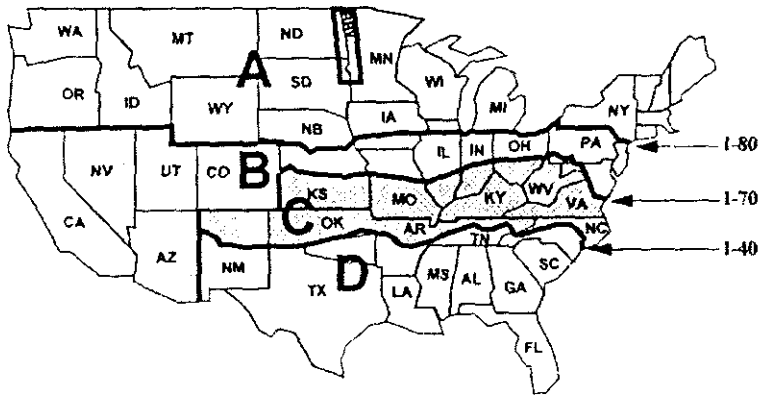 WA
MT
ND
MN
A
SD
WI
OR
ID
WY
MI
NY
NB
IA
PA
I-80
IL
IN
OH
NV
UT
CO
B
KS
MO
WV
KY
VA
I-70
CA
C
OK
AR
TN
NC
I-40
AZ
NM
D
TX
MS
AL
SC
LA
GA
FL